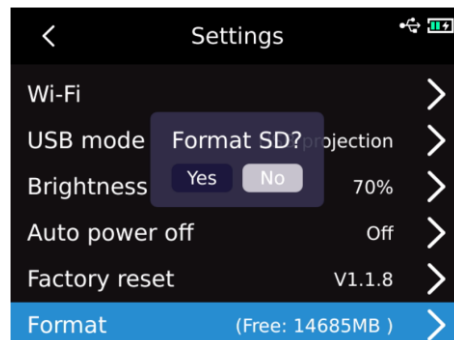 Settings
Wi-Fi
USB mode
Format SD?
ojection
Yes No
Brightness 70%
Auto power off Off
Factory reset V1.1.8
Format (Free: 14685MB )